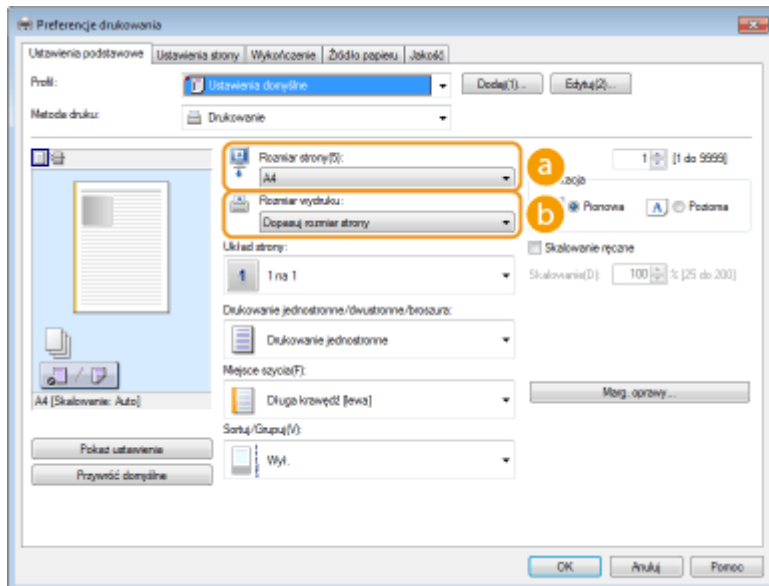 Preferencje drukowania
Ustawienia podstawowe Ustawienia strony Wykończenie Źródło papieru Jakość
Profil: Ustawienia domyślne Dodaj(1)... Edytuj(2)...
Metoda druku: Drukowanie
Rozmiar strony(5): a 1 [1 do 9999]
A4 acja
Rozmiar wydruku: b Pionowa A Pozioma
Dopasuj rozmiar strony
Układ strony: Skalowanie ręczne
1 1 na 1 Skalowanie(D): 100 % [25 do 200]
Drukowanie jednostronne/dwustronne/broszura:
Drukowanie jednostronne
Miejsce szycia(F):
A4 [Skalowanie: Auto] Długa krawędź [lewa] Marg. oprawy...
Sortuj/Grupuj(V):
Pokaż ustawienia Wył.
Przywróć domyślne
OK Anuluj Pomoc